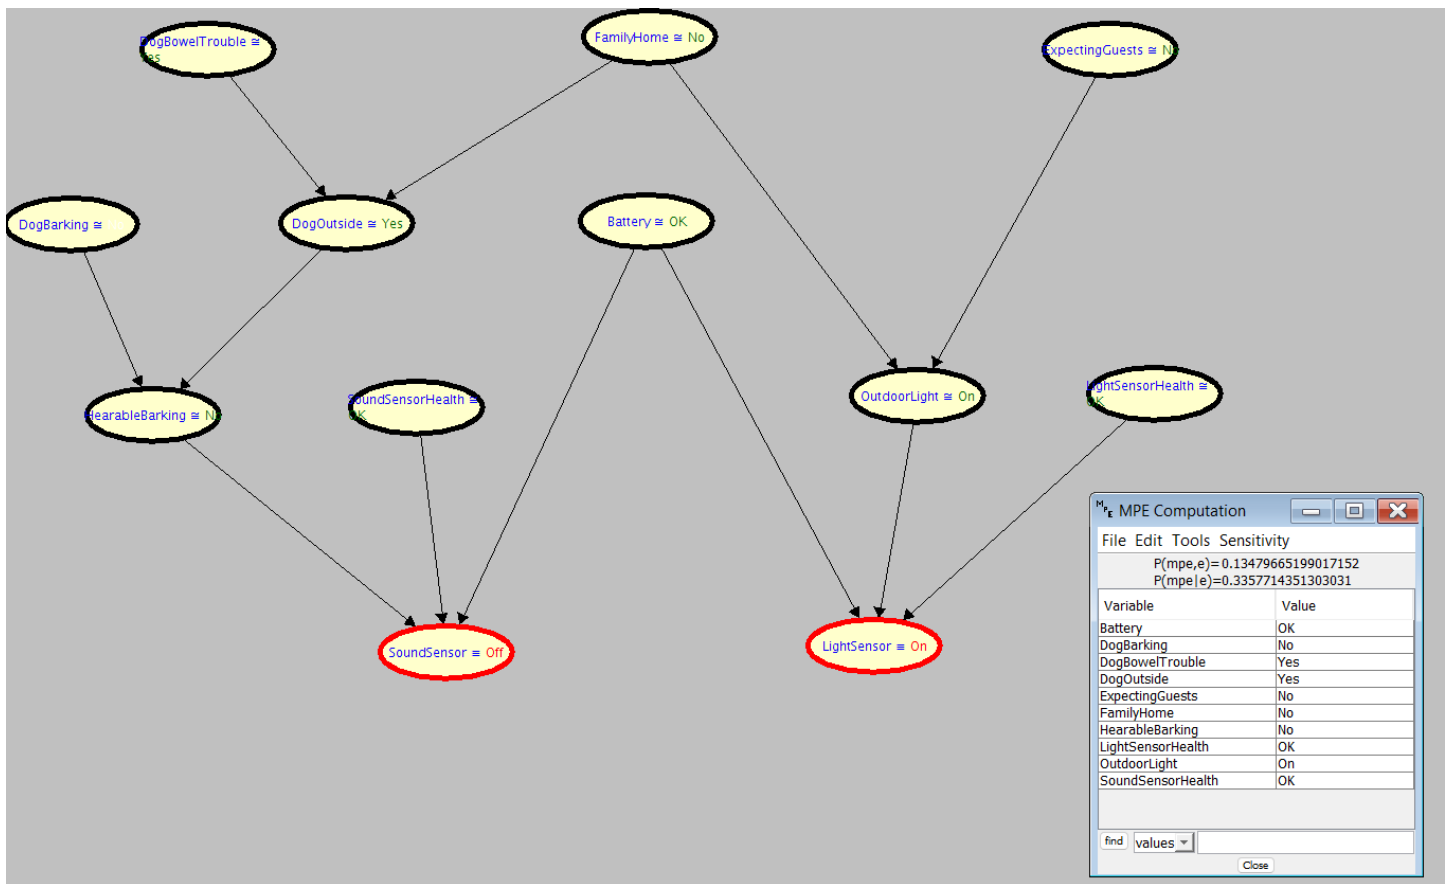 DogBowelTrouble ≅
Yes
FamilyHome ≅ No
ExpectingGuests ≅ No
DogBarking ≅
DogOutside ≅ Yes
Battery ≅ OK
HearableBarking ≅ No
SoundSensorHealth ≅
OK
OutdoorLight ≅ On
LightSensorHealth ≅
OK
SoundSensor ≡ Off
LightSensor ≡ On
MPE
MPE Computation
File Edit Tools Sensitivity
P(mpe,e)= 0.13479665199017152
P(mpe|e)=0.3357714351303031
Variable Value
Battery OK
DogBarking No
DogBowelTrouble Yes
DogOutside Yes
ExpectingGuests No
FamilyHome No
HearableBarking No
LightSensorHealth OK
OutdoorLight On
SoundSensorHealth OK
find values
Close